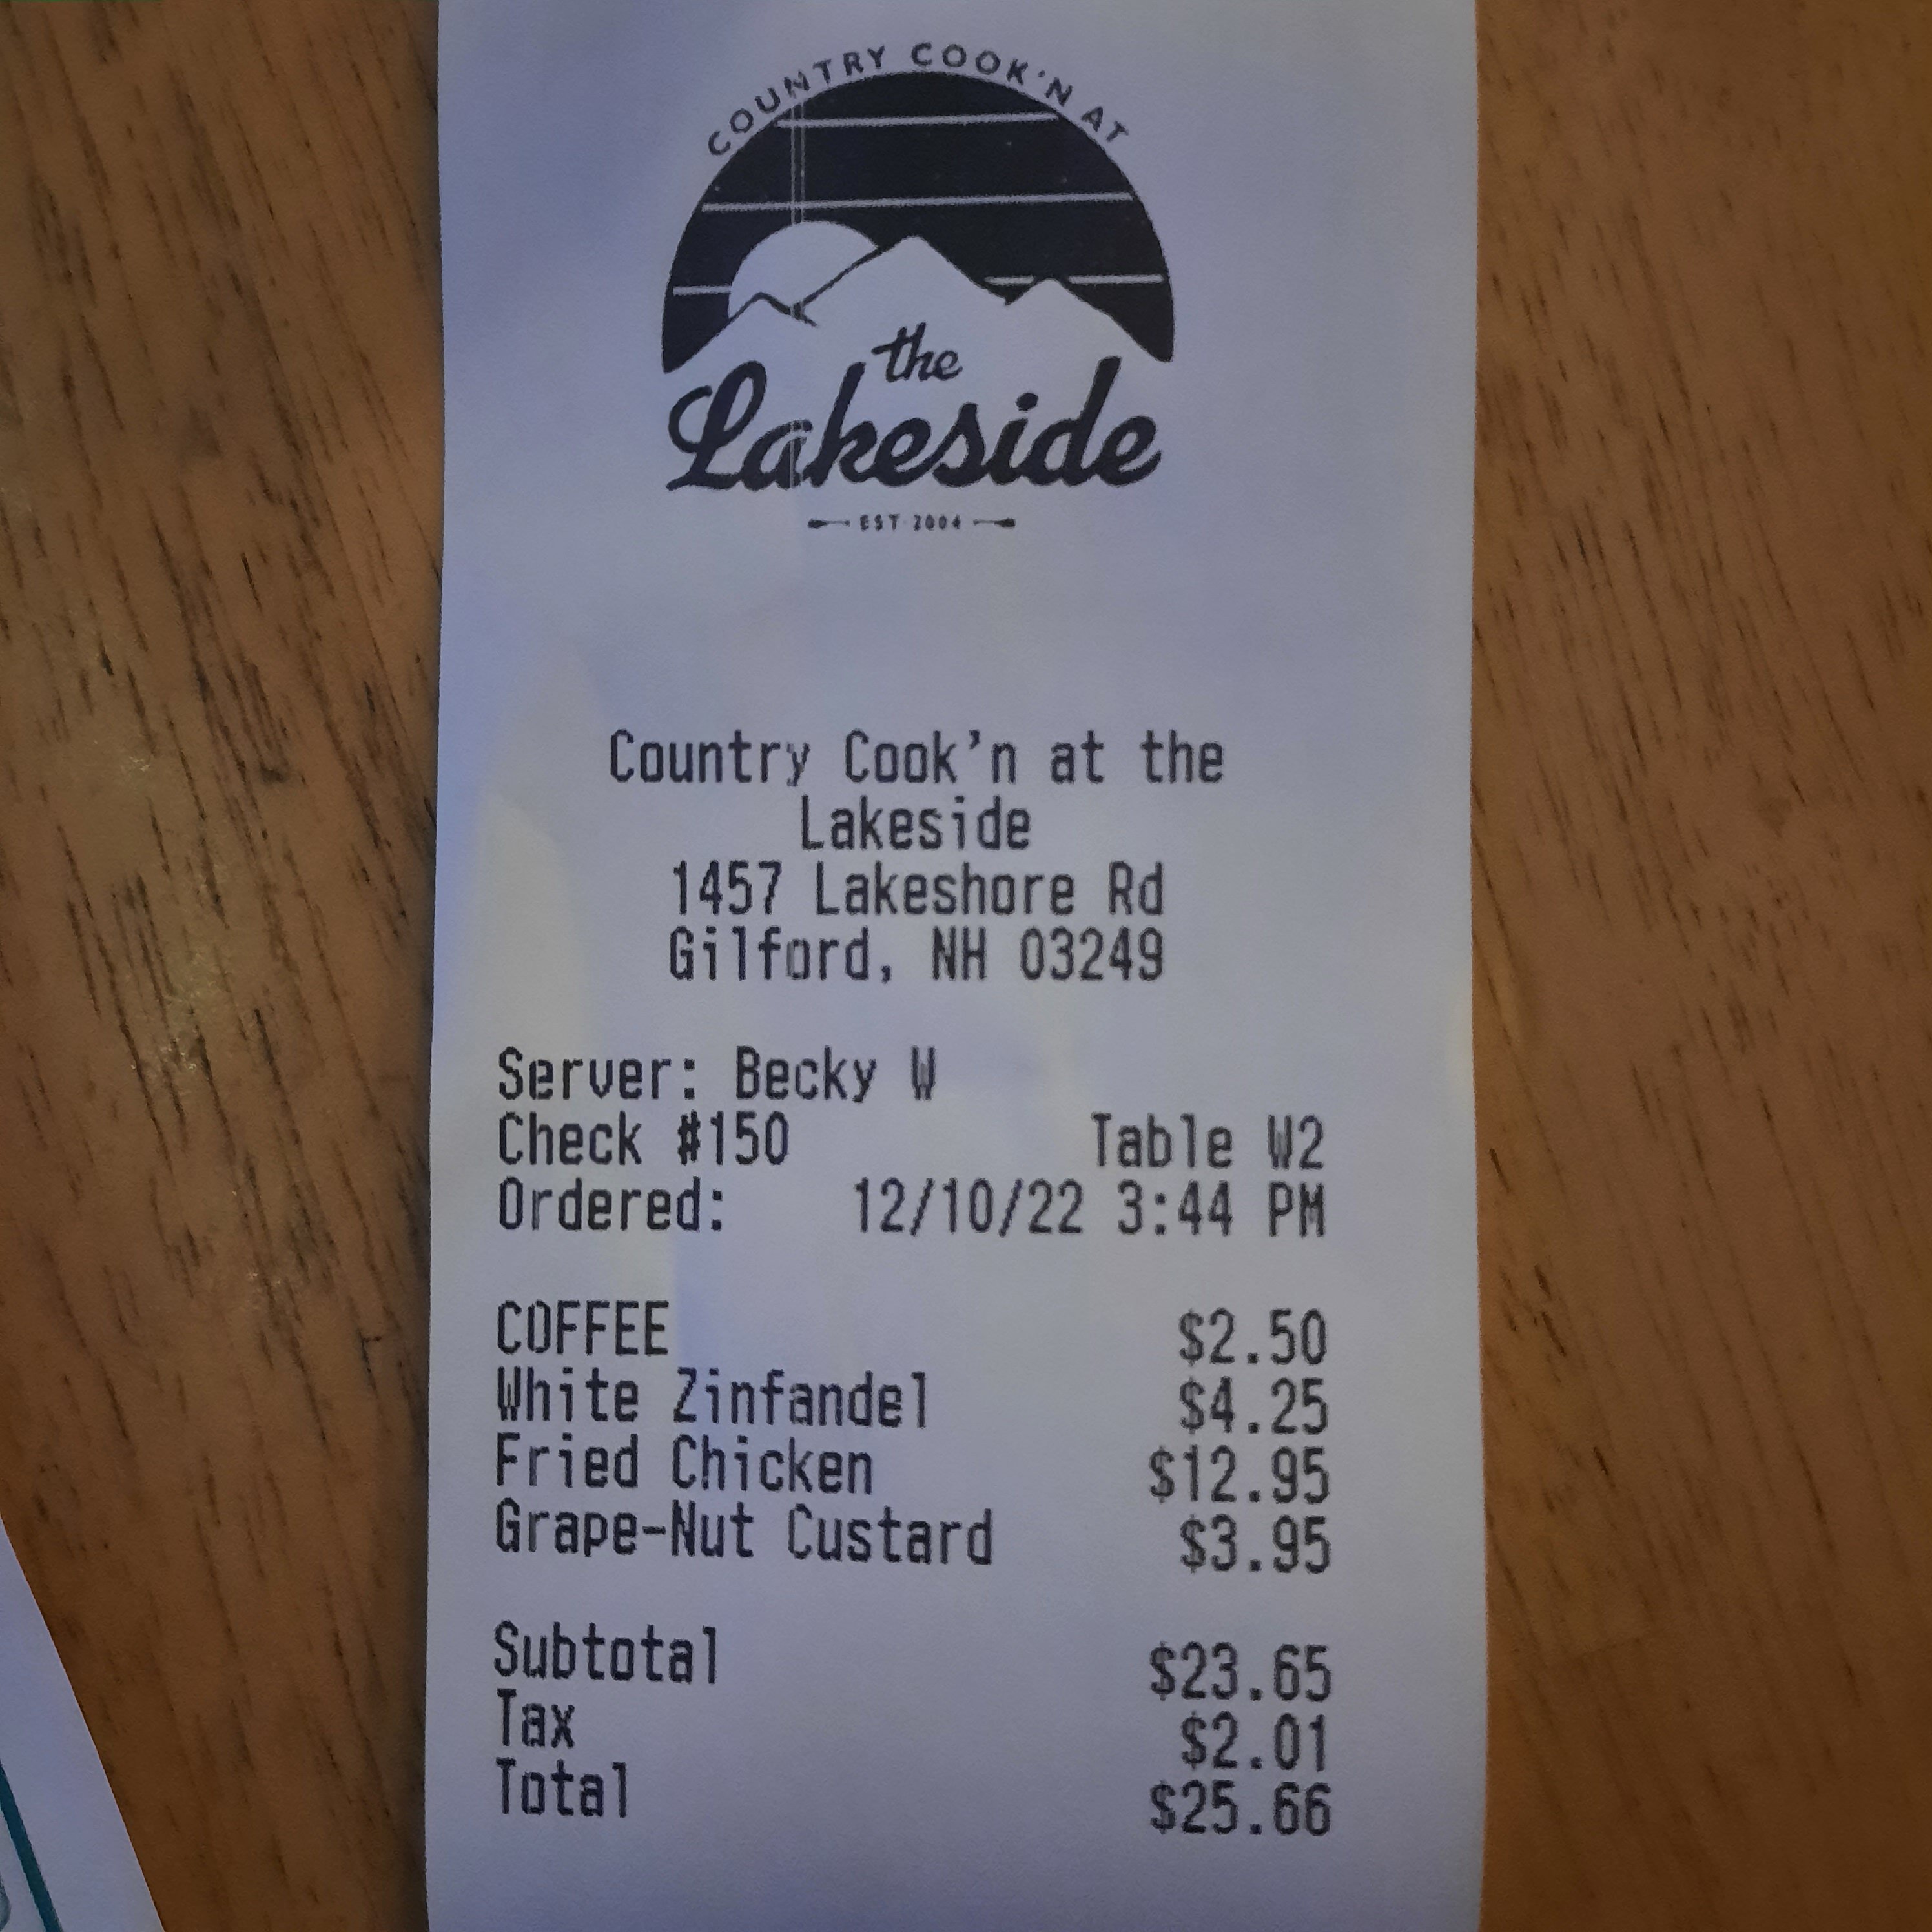 COUNTRY COOK'N AT
the
Lakeside
EST 2004
Country Cook'n at the
Lakeside
1457 Lakeshore Rd
Gilford, NH 03249
Server: Becky W
Check #150 Table W2
Ordered: 12/10/22 3:44 PM
COFFEE $2.50
White Zinfandel $4.25
Fried Chicken $12.95
Grape-Nut Custard $3.95
Subtotal $23.65
Tax $2.01
Total $25.66